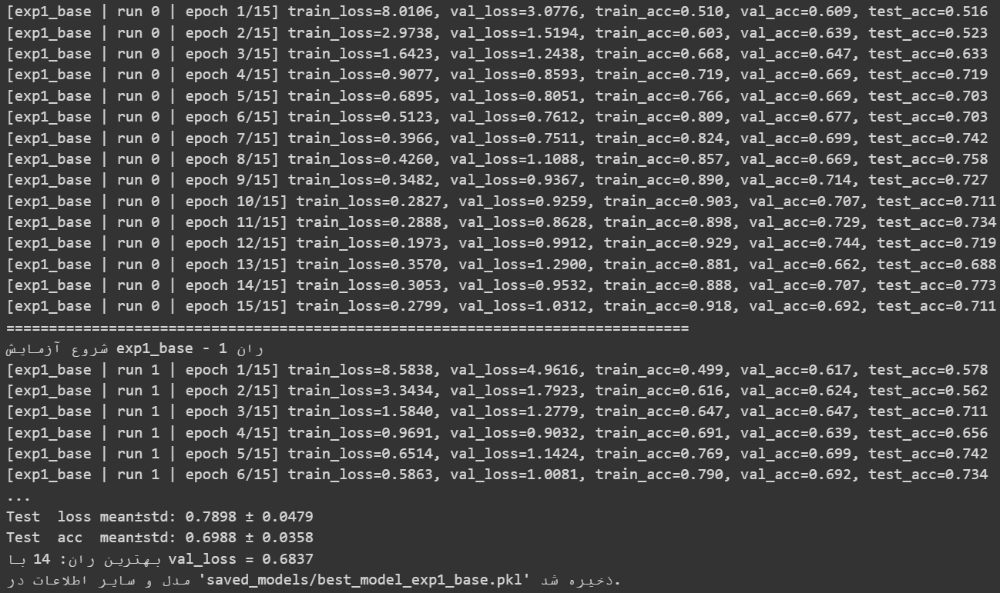 [exp1_base | run 0 | epoch 1/15] train_loss=8.0106, val_loss=3.0776, train_acc=0.510, val_acc=0.609, test_acc=0.516
[exp1_base | run 0 | epoch 2/15] train_loss=2.9738, val_loss=1.5194, train_acc=0.603, val_acc=0.639, test_acc=0.523
[exp1_base | run 0 | epoch 3/15] train_loss=1.6423, val_loss=1.2438, train_acc=0.668, val_acc=0.647, test_acc=0.633
[exp1_base | run 0 | epoch 4/15] train_loss=0.9077, val_loss=0.8593, train_acc=0.719, val_acc=0.669, test_acc=0.719
[exp1_base | run 0 | epoch 5/15] train_loss=0.6895, val_loss=0.8051, train_acc=0.766, val_acc=0.669, test_acc=0.703
[exp1_base | run 0 | epoch 6/15] train_loss=0.5123, val_loss=0.7612, train_acc=0.809, val_acc=0.677, test_acc=0.703
[exp1_base | run 0 | epoch 7/15] train_loss=0.3966, val_loss=0.7511, train_acc=0.824, val_acc=0.699, test_acc=0.742
[exp1_base | run 0 | epoch 8/15] train_loss=0.4260, val_loss=1.1088, train_acc=0.857, val_acc=0.669, test_acc=0.758
[exp1_base | run 0 | epoch 9/15] train_loss=0.3482, val_loss=0.9367, train_acc=0.890, val_acc=0.714, test_acc=0.727
[exp1_base | run 0 | epoch 10/15] train_loss=0.2827, val_loss=0.9259, train_acc=0.903, val_acc=0.707, test_acc=0.711
[exp1_base | run 0 | epoch 11/15] train_loss=0.2888, val_loss=0.8628, train_acc=0.898, val_acc=0.729, test_acc=0.734
[exp1_base | run 0 | epoch 12/15] train_loss=0.1973, val_loss=0.9912, train_acc=0.929, val_acc=0.744, test_acc=0.719
[exp1_base | run 0 | epoch 13/15] train_loss=0.3570, val_loss=1.2900, train_acc=0.881, val_acc=0.662, test_acc=0.688
[exp1_base | run 0 | epoch 14/15] train_loss=0.3053, val_loss=0.9532, train_acc=0.888, val_acc=0.707, test_acc=0.773
[exp1_base | run 0 | epoch 15/15] train_loss=0.2799, val_loss=1.0312, train_acc=0.918, val_acc=0.692, test_acc=0.711
================================================================================
شروع آزمایش exp1_base - ران 1
[exp1_base | run 1 | epoch 1/15] train_loss=8.5838, val_loss=4.9616, train_acc=0.499, val_acc=0.617, test_acc=0.578
[exp1_base | run 1 | epoch 2/15] train_loss=3.3434, val_loss=1.7923, train_acc=0.616, val_acc=0.624, test_acc=0.562
[exp1_base | run 1 | epoch 3/15] train_loss=1.5840, val_loss=1.2779, train_acc=0.647, val_acc=0.647, test_acc=0.711
[exp1_base | run 1 | epoch 4/15] train_loss=0.9691, val_loss=0.9032, train_acc=0.691, val_acc=0.639, test_acc=0.656
[exp1_base | run 1 | epoch 5/15] train_loss=0.6514, val_loss=1.1424, train_acc=0.769, val_acc=0.699, test_acc=0.742
[exp1_base | run 1 | epoch 6/15] train_loss=0.5863, val_loss=1.0081, train_acc=0.790, val_acc=0.692, test_acc=0.734
...
Test  loss mean±std: 0.7898 ± 0.0479
Test  acc  mean±std: 0.6988 ± 0.0358
بهترین ران: 14 با val_loss = 0.6837
مدل و سایر اطلاعات در 'saved_models/best_model_exp1_base.pkl' ذخیره شد.